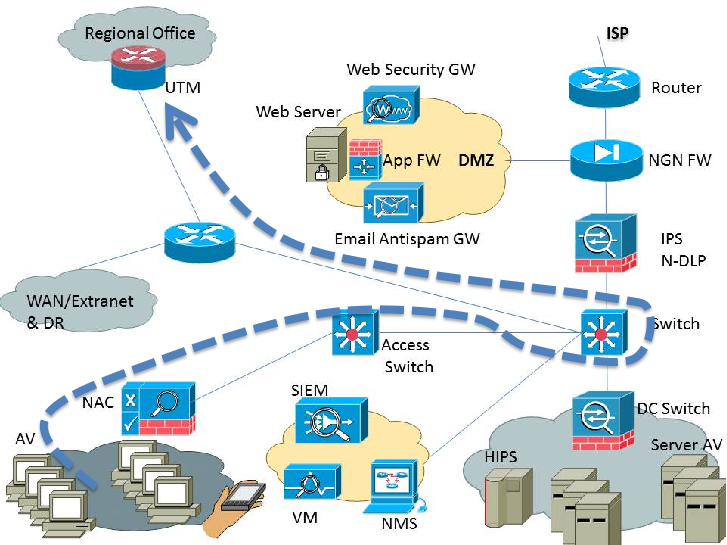 Regional Office
ISP
UTM
Web Security GW
Router
Web Server
WWW
App FW
DMZ
NGN FW
Email Antispam GW
IPS
N-DLP
WAN/Extranet
& DR
Switch
Access
Switch
NAC
SIEM
DC Switch
AV
Server AV
HIPS
VM
NMS